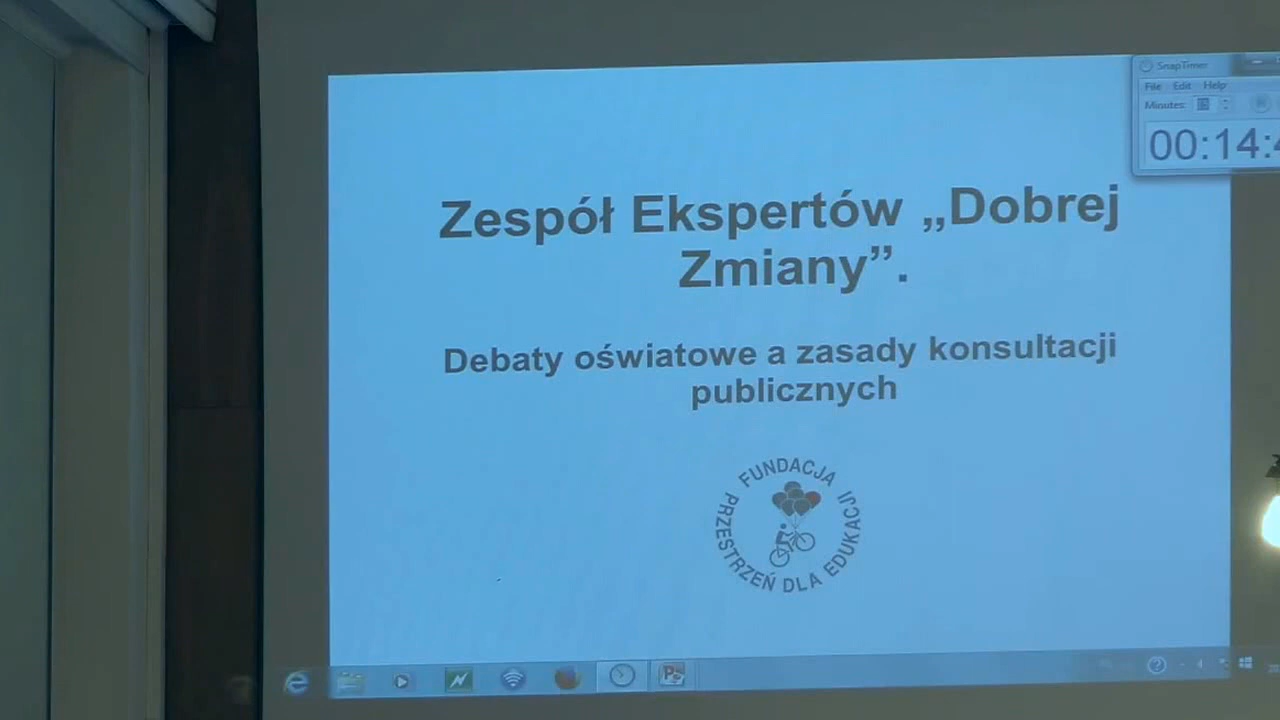 SnapTimer
File Edit Help
Minutes:
00:14:
Zespół Ekspertów „Dobrej
Zmiany”.
Debaty oświatowe a zasady konsultacji
publicznych
FUNDACJA
PRZESTRZEŃ DLA EDUKACJI